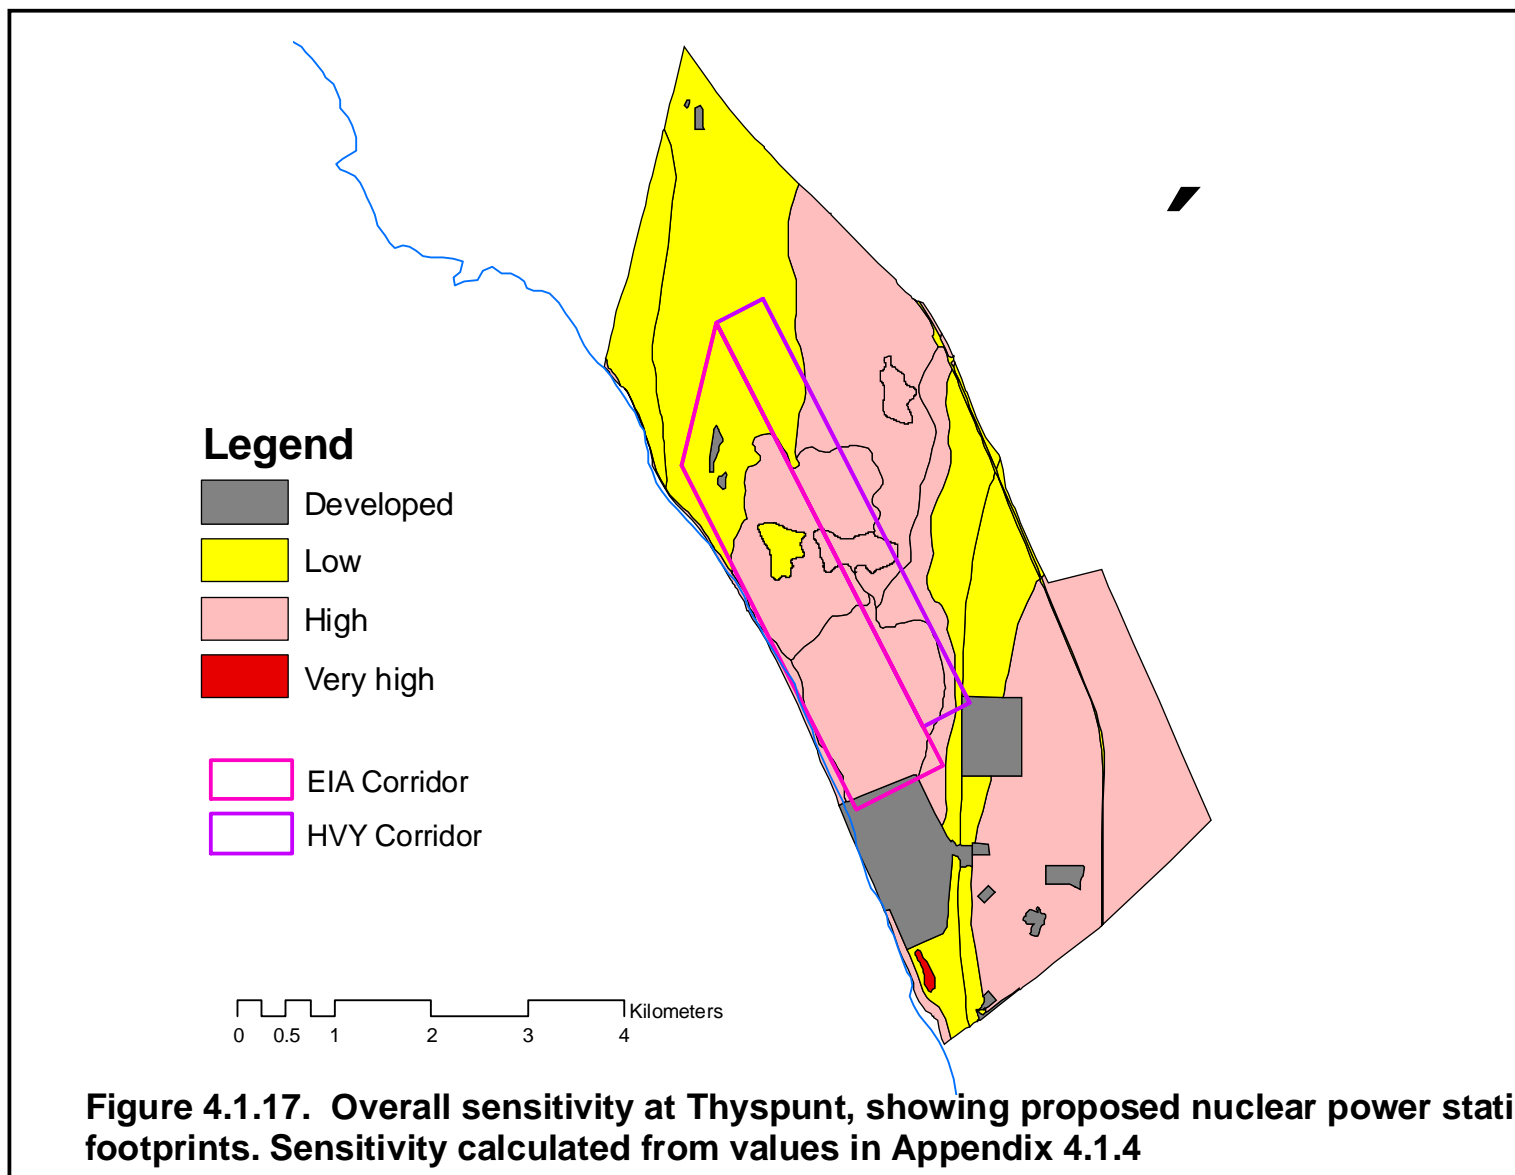 Legend
Developed
Low
High
Very high
EIA Corridor
HVY Corridor
Kilometers
0 0.5 1 2 3 4
Figure 4.1.17. Overall sensitivity at Thyspunt, showing proposed nuclear power stati
footprints. Sensitivity calculated from values in Appendix 4.1.4